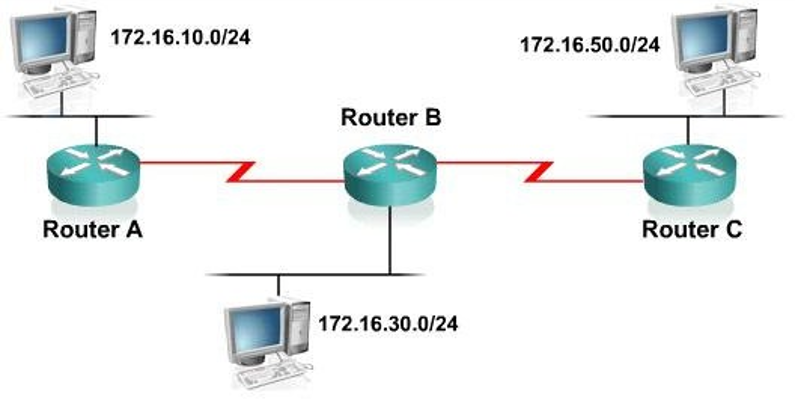 172.16.10.0/24
172.16.50.0/24
Router B
Router A
Router C
172.16.30.0/24